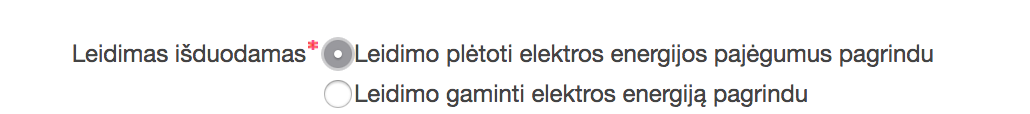 Leidimas išduodamas* Leidimo plėtoti elektros energijos pajėgumus pagrindu
Leidimo gaminti elektros energiją pagrindu